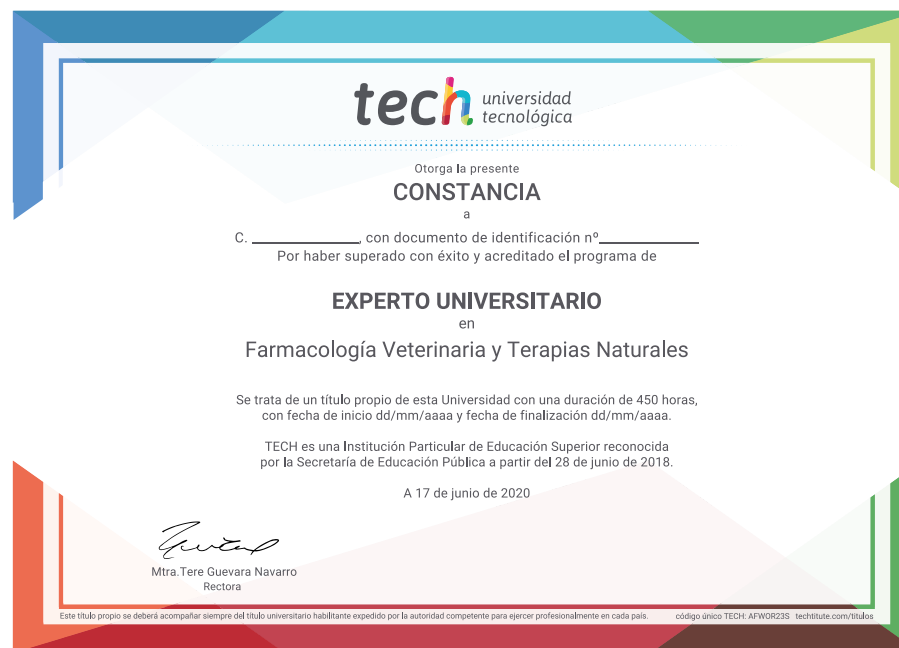 tech universidad
tecnológica
Otorga la presente
CONSTANCIA
a
C. ____________, con documento de identificación nº____________
Por haber superado con éxito y acreditado el programa de
EXPERTO UNIVERSITARIO
en
Farmacología Veterinaria y Terapias Naturales
Se trata de un título propio de esta Universidad con una duración de 450 horas,
con fecha de inicio dd/mm/aaaa y fecha de finalización dd/mm/aaaa.
TECH es una Institución Particular de Educación Superior reconocida
por la Secretaría de Educación Pública a partir del 28 de junio de 2018.
A 17 de junio de 2020
Mtra.Tere Guevara Navarro
Rectora
Este título propio se deberá acompañar siempre del título universitario habilitante expedido por la autoridad competente para ejercer profesionalmente en cada país. código único TECH: AFWOR23S techtitute.com/titulos